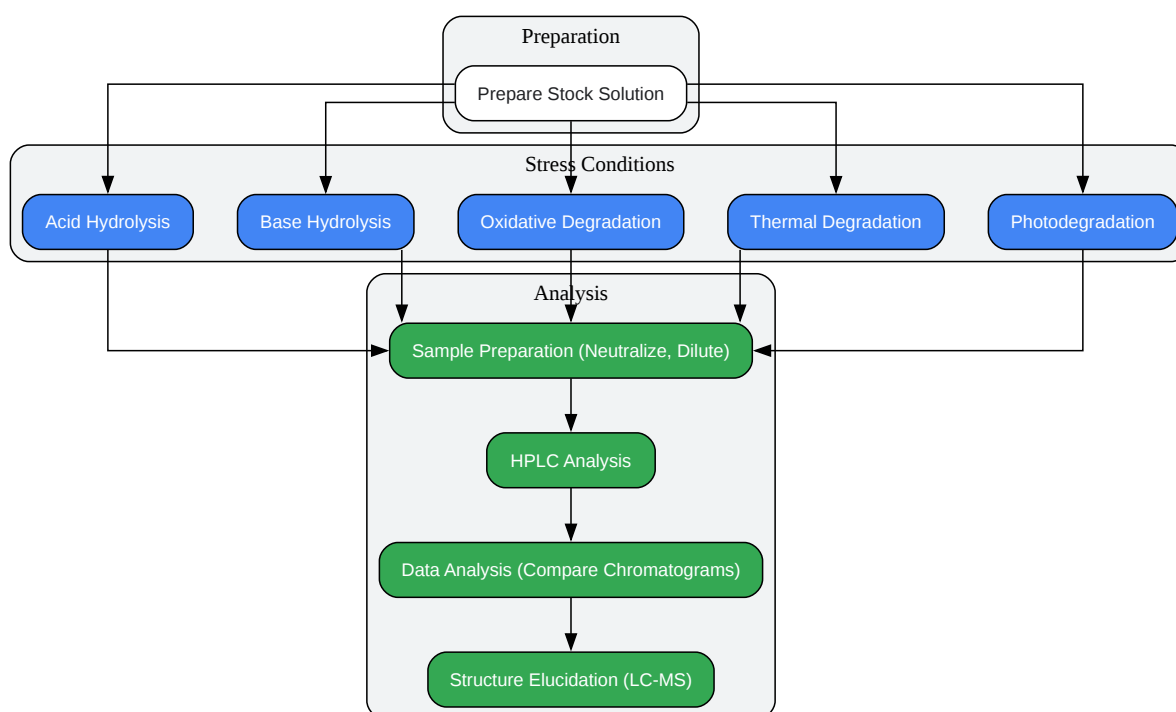 Preparation
Prepare Stock Solution
Stress Conditions
Acid Hydrolysis
Base Hydrolysis
Oxidative Degradation
Thermal Degradation
Photodegradation
Analysis
Sample Preparation (Neutralize, Dilute)
HPLC Analysis
Data Analysis (Compare Chromatograms)
Structure Elucidation (LC-MS)